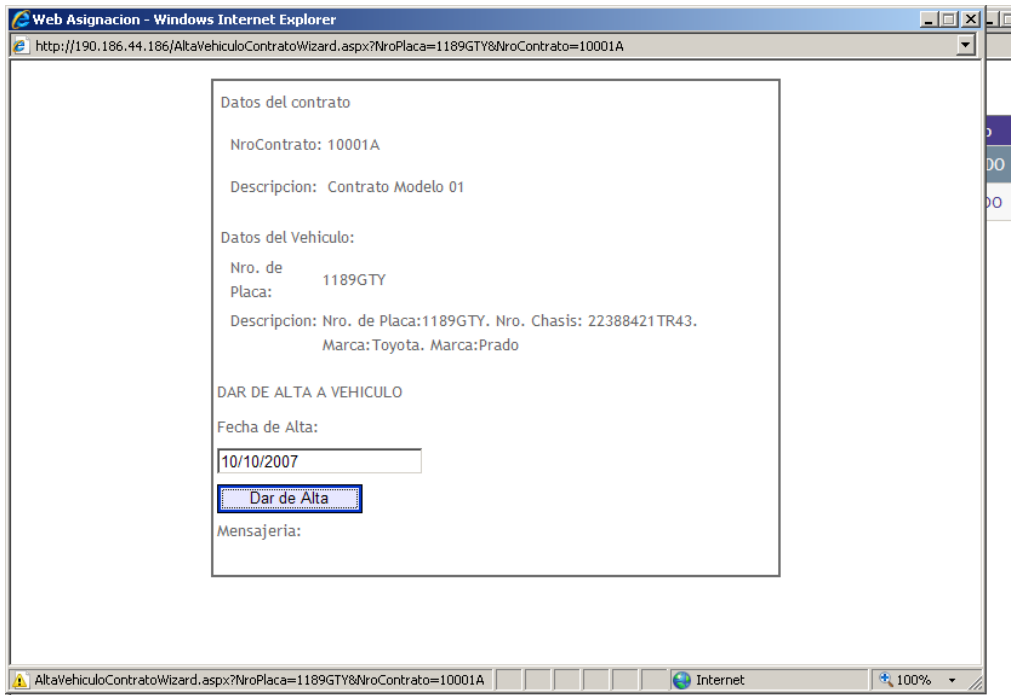 Web Asignacion - Windows Internet Explorer
http://190.186.44.186/AltaVehiculoContratoWizard.aspx?NroPlaca=1189GTY&NroContrato=10001A
Datos del contrato
NroContrato: 10001A
Descripcion: Contrato Modelo 01
Datos del Vehiculo:
Nro. de
Placa:
1189GTY
Descripcion: Nro. de Placa:1189GTY. Nro. Chasis: 22388421TR43.
Marca:Toyota. Marca:Prado
DAR DE ALTA A VEHICULO
Fecha de Alta:
10/10/2007
Dar de Alta
Mensajeria:
AltaVehiculoContratoWizard.aspx?NroPlaca=1189GTY&NroContrato=10001A
Internet
100%